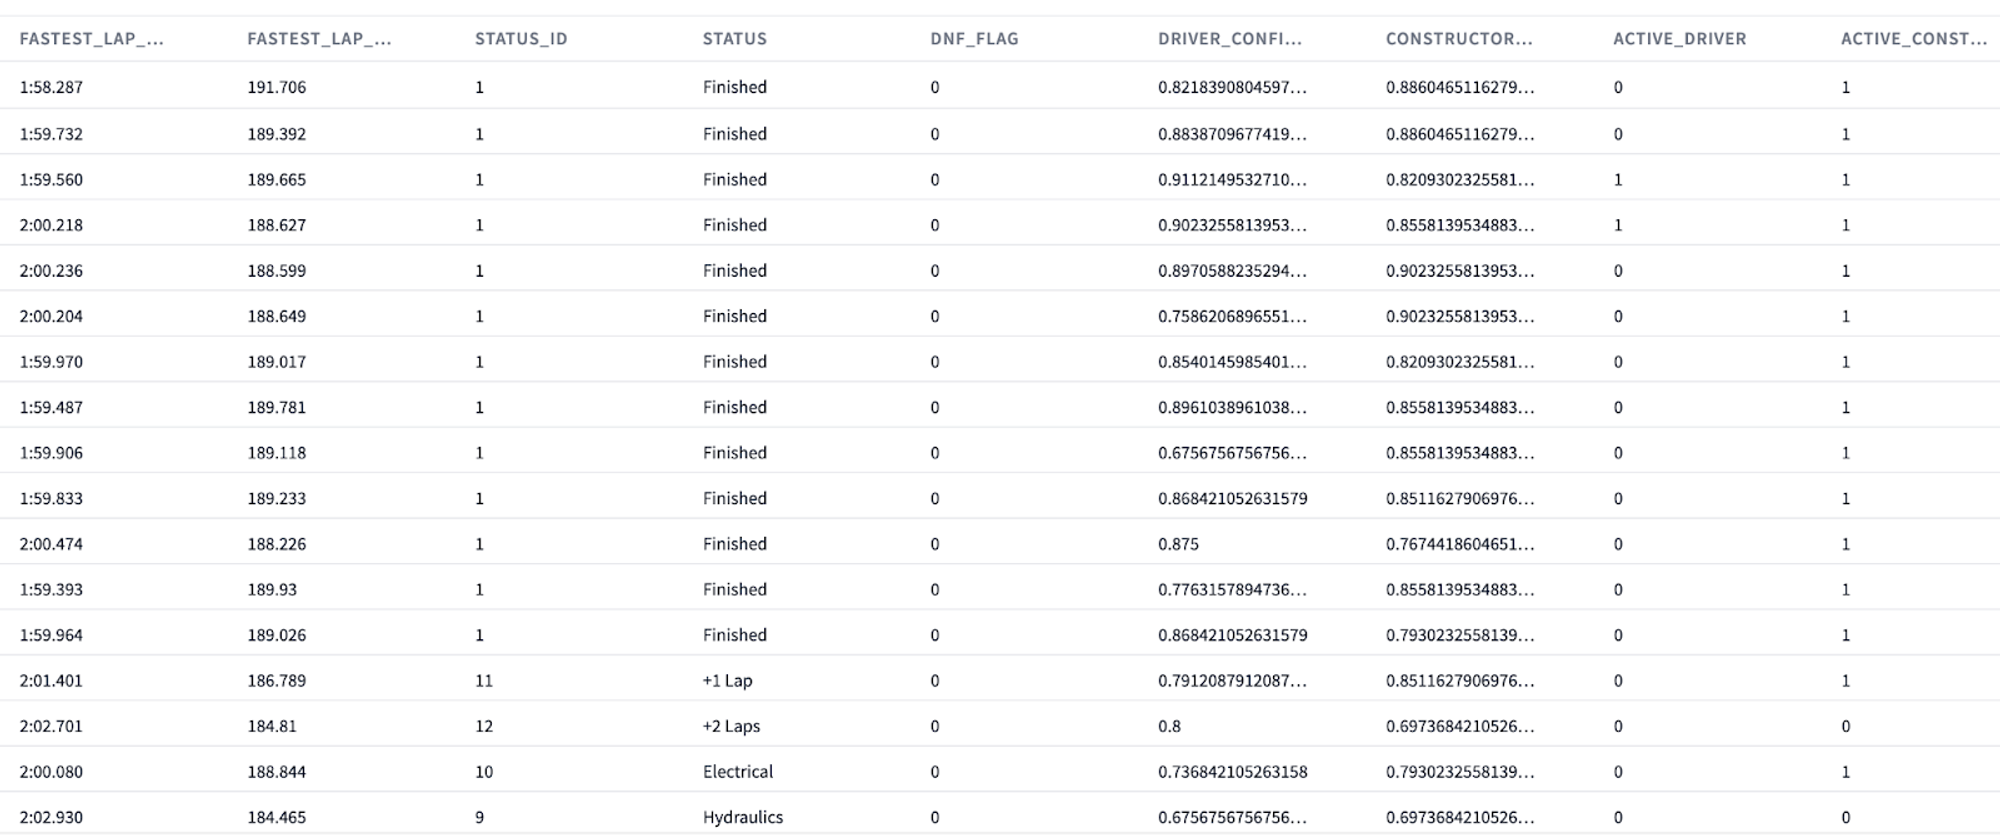 FASTEST_LAP_... FASTEST_LAP_... STATUS_ID STATUS DNF_FLAG DRIVER_CONFI... CONSTRUCTOR... ACTIVE_DRIVER ACTIVE_CONST...
1:58.287 191.706 1 Finished 0 0.8218390804597... 0.8860465116279... 0 1
1:59.732 189.392 1 Finished 0 0.8838709677419... 0.8860465116279... 0 1
1:59.560 189.665 1 Finished 0 0.9112149532710... 0.8209302325581... 1 1
2:00.218 188.627 1 Finished 0 0.9023255813953... 0.8558139534883... 1 1
2:00.236 188.599 1 Finished 0 0.8970588235294... 0.9023255813953... 0 1
2:00.204 188.649 1 Finished 0 0.7586206896551... 0.9023255813953... 0 1
1:59.970 189.017 1 Finished 0 0.8540145985401... 0.8209302325581... 0 1
1:59.487 189.781 1 Finished 0 0.8961038961038... 0.8558139534883... 0 1
1:59.906 189.118 1 Finished 0 0.6756756756756... 0.8558139534883... 0 1
1:59.833 189.233 1 Finished 0 0.868421052631579 0.8511627906976... 0 1
2:00.474 188.226 1 Finished 0 0.875 0.7674418604651... 0 1
1:59.393 189.93 1 Finished 0 0.7763157894736... 0.8558139534883... 0 1
1:59.964 189.026 1 Finished 0 0.868421052631579 0.7930232558139... 0 1
2:01.401 186.789 11 +1 Lap 0 0.7912087912087... 0.8511627906976... 0 1
2:02.701 184.81 12 +2 Laps 0 0.8 0.6973684210526... 0 0
2:00.080 188.844 10 Electrical 0 0.736842105263158 0.7930232558139... 0 1
2:02.930 184.465 9 Hydraulics 0 0.6756756756756... 0.6973684210526... 0 0